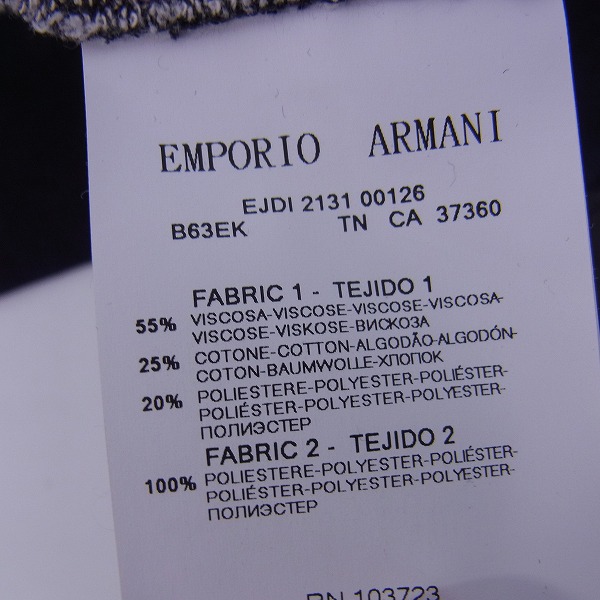 EMPORIO ARMANI
EJDI 2131 00126
B63EK TN CA 37360
FABRIC 1 - TEJIDO 1
55% VISCOSA-VISCOSE-VISCOSE-VISCOSA-
VISCOSE-VISKOSE-ВИСКОЗА
25% COTONE-COTTON-ALGODÃO-ALGODÓN-
COTON-BAUMWOLLE-ХЛОПОК
20% POLIESTERE-POLYESTER-POLIÉSTER-
POLIÉSTER-POLYESTER-POLYESTER-
ПОЛИЭСТЕР
FABRIC 2 - TEJIDO 2
100% POLIESTERE-POLYESTER-POLIÉSTER-
POLIÉSTER-POLYESTER-POLYESTER-
ПОЛИЭСТЕР
RN 103723